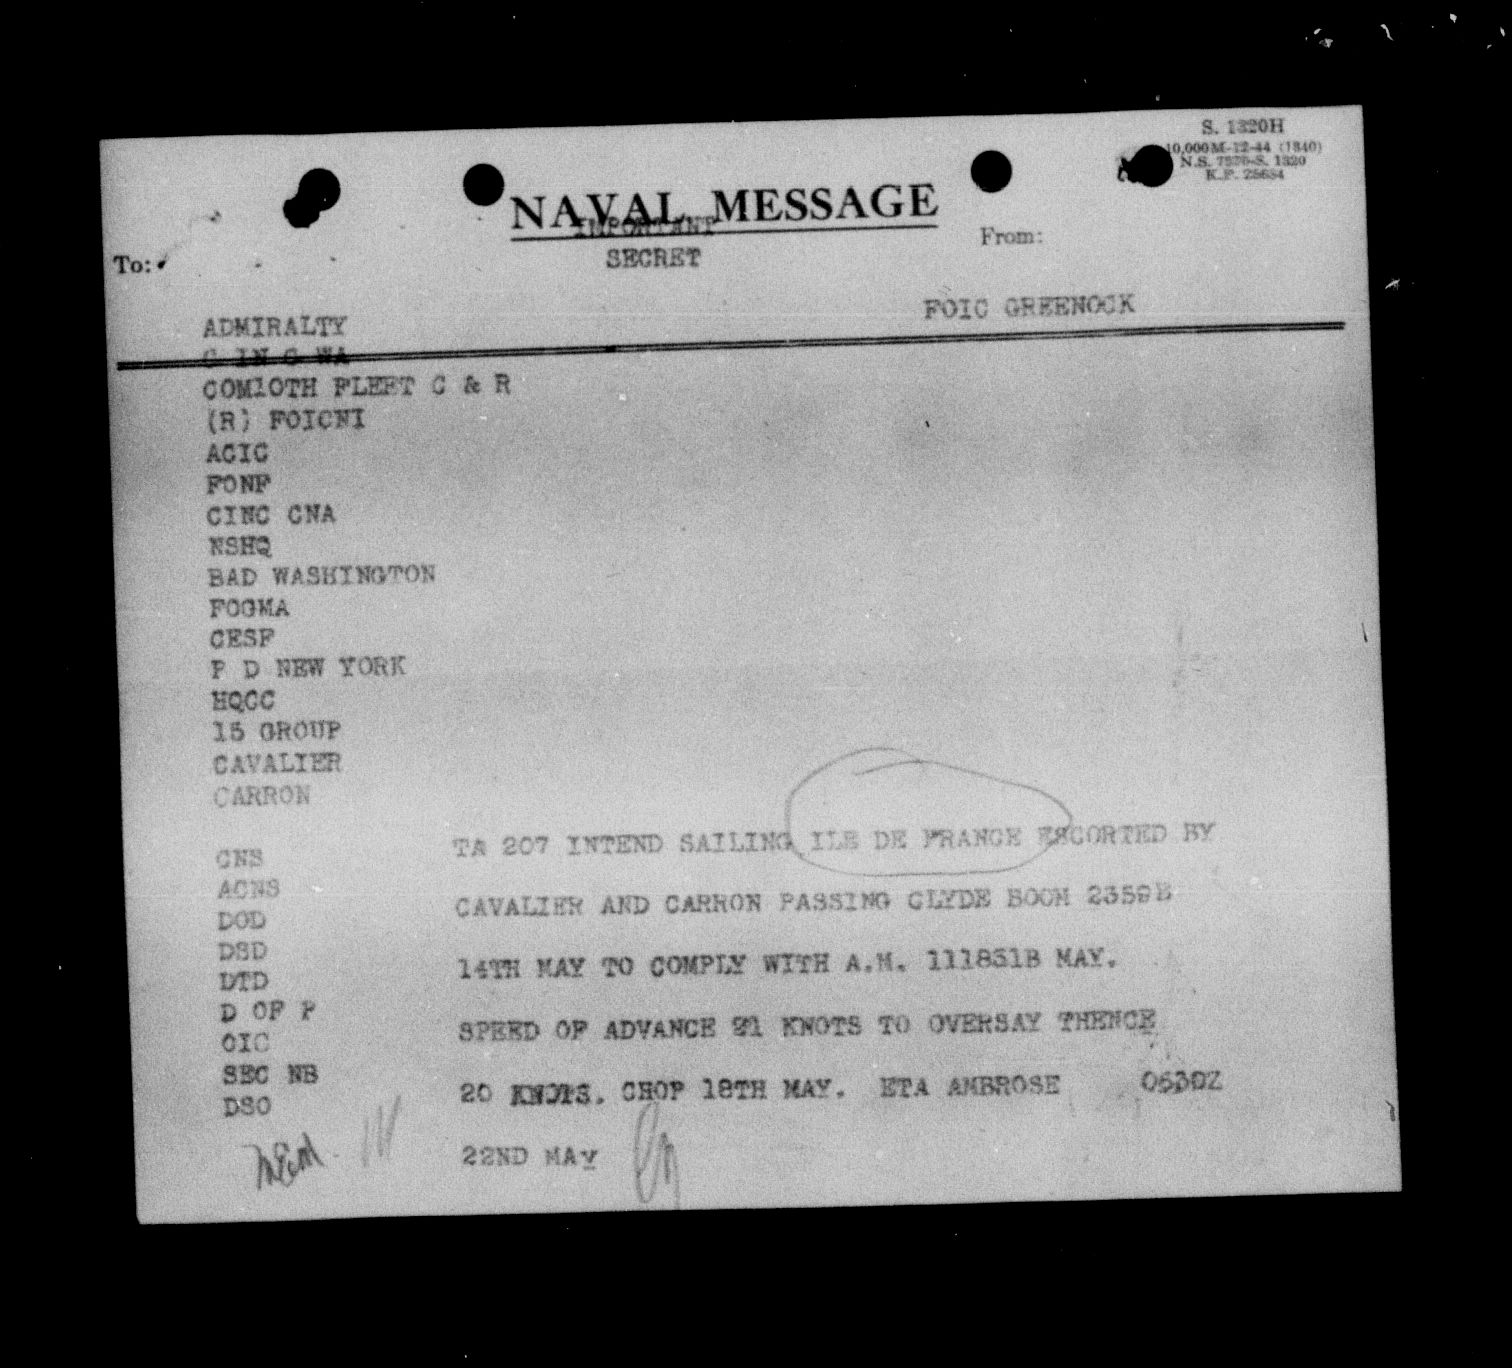 S. 1320H
10,000M-12-44 (1340)
N.S. 7820-S. 1320
K.P. 25654
NAVAL MESSAGE
IMPORTANT
From:
To:
SECRET
FOIC GREENOCK
ADMIRALTY
C IN C WA
COM10TH FLEET C & R
(R) FOICNI
ACIC
FONF
CINC CNA
NSHQ
BAD WASHINGTON
FOGMA
CESF
P D NEW YORK
HQCC
15 GROUP
CAVALIER
CARRON
TA 207 INTEND SAILING ILE DE FRANCE ESCORTED BY
CNS
ACNS
CAVALIER AND CARRON PASSING CLYDE BOOM 2359B
DOD
DSD
14TH MAY TO COMPLY WITH A.M. 111831B MAY.
DTD
D OF P
SPEED OF ADVANCE 21 KNOTS TO OVERSAY THENCE
OIC
SEC NB
20 KNOTS. CHOP 18TH MAY. ETA AMBROSE 0530Z
DSO
22ND MAY